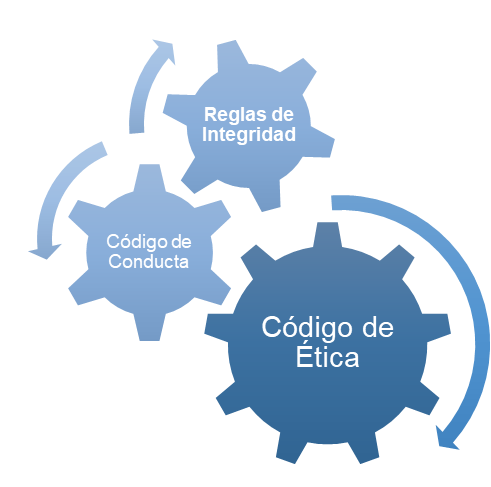 Reglas de
Integridad
Código de
Conducta
Código de
Ética